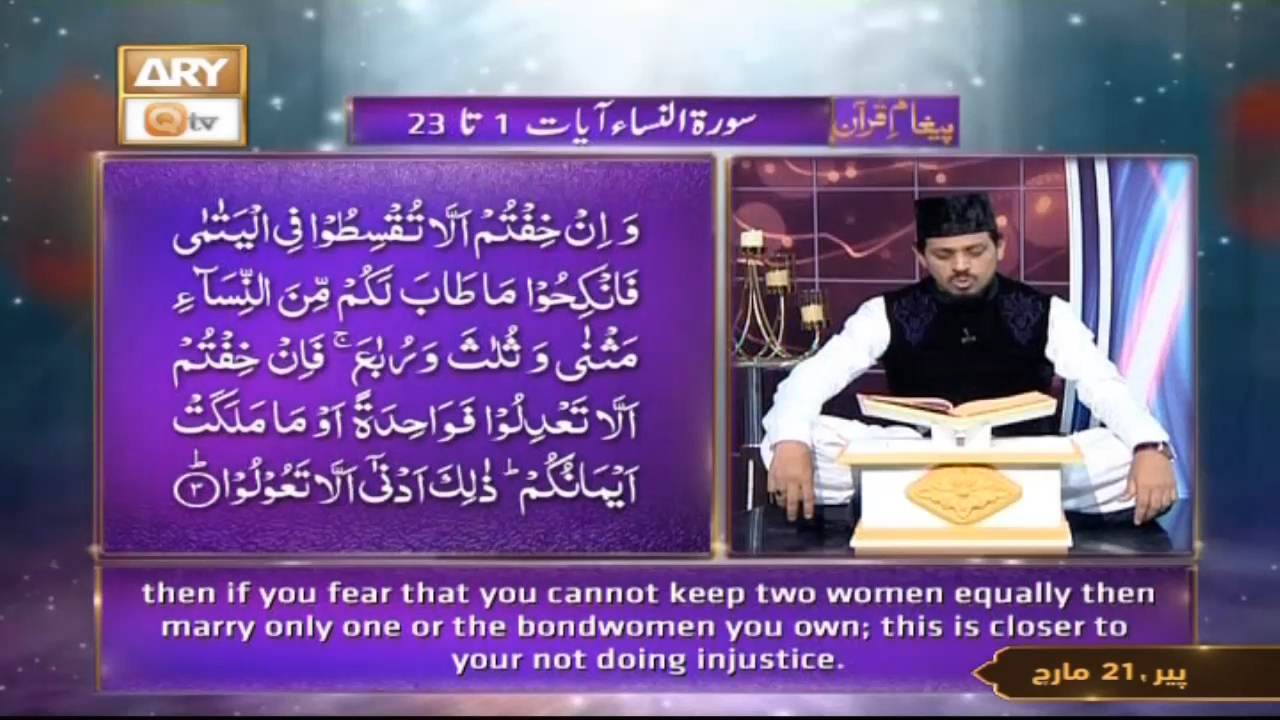 ARY
Qtv
پیغامِ قرآن
سورۃ النساء آیات 1 تا 23
وَ اِنْ خِفْتُمْ اَلَّا تُقْسِطُوْا فِی الْیَتٰمٰى
فَانْكِحُوْا مَا طَابَ لَكُمْ مِّنَ النِّسَآءِ
مَثْنٰى وَ ثُلٰثَ وَ رُبٰعَ ۚ فَاِنْ خِفْتُمْ
اَلَّا تَعْدِلُوْا فَوَاحِدَةً اَوْ مَا مَلَكَتْ
اَیْمَانُكُمْ ؕ ذٰلِكَ اَدْنٰۤى اَلَّا تَعُوْلُوْا ؕ﴿۳﴾
then if you fear that you cannot keep two women equally then
marry only one or the bondwomen you own; this is closer to
your not doing injustice.
پیر، 21 مارچ